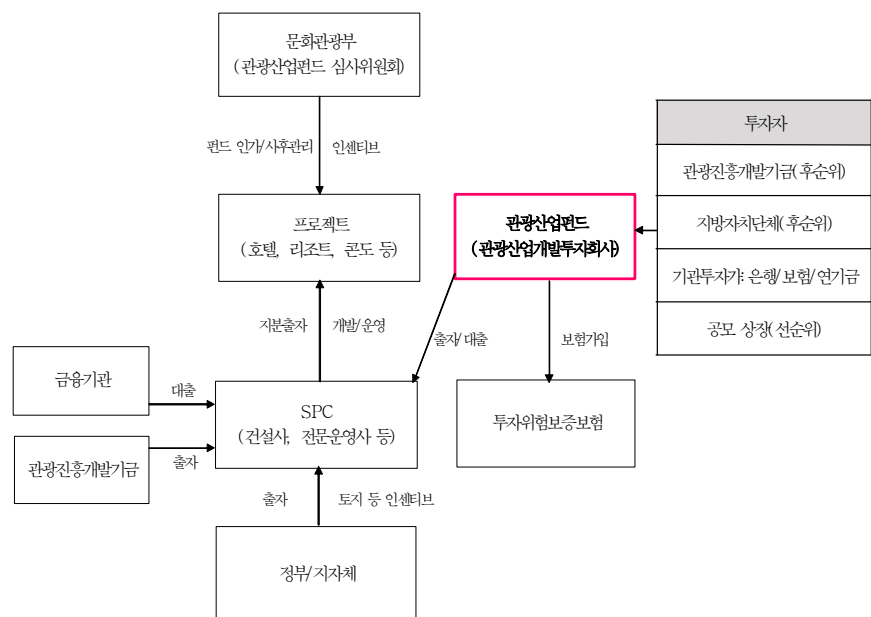 문화관광부
(관광산업펀드 심사위원회)
펀드 인가/사후관리 인센티브
프로젝트
(호텔, 리조트, 콘도 등)
관광산업펀드
(관광산업개발투자회사)
투자자
관광진흥개발기금(후순위)
지방자치단체(후순위)
기관투자가: 은행/보험/연기금
공모 상장(선순위)
지분출자 개발/운영
출자/대출
보험가입
금융기관
대출
SPC
(건설사, 전문운영사 등)
투자위험보증보험
관광진흥개발기금
출자
출자 토지 등 인센티브
정부/지자체